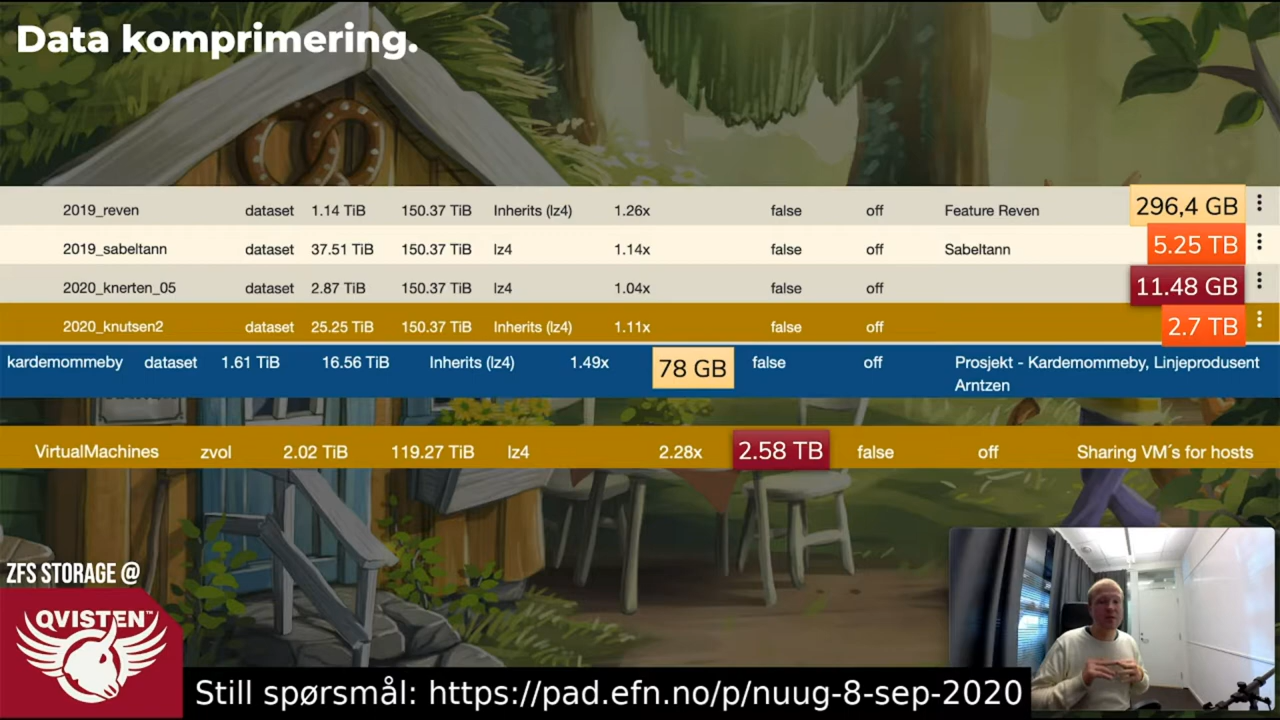 Data komprimering.
2019_reven dataset 1.14 TiB 150.37 TiB Inherits (lz4) 1.26x false off Feature Reven 296,4 GB
2019_sabeltann dataset 37.51 TiB 150.37 TiB lz4 1.14x false off Sabeltann 5.25 TB
2020_knerten_05 dataset 2.87 TiB 150.37 TiB lz4 1.04x false off 11.48 GB
2020_knutsen2 dataset 25.25 TiB 150.37 TiB Inherits (lz4) 1.11x false off 2.7 TB
kardemommeby dataset 1.61 TiB 16.56 TiB Inherits (lz4) 1.49x 78 GB false off Prosjekt - Kardemommeby, Linjeprodusent
Arntzen
VirtualMachines zvol 2.02 TiB 119.27 TiB lz4 2.28x 2.58 TB false off Sharing VM´s for hosts
ZFS STORAGE @
QVISTEN™
Still spørsmål: https://pad.efn.no/p/nuug-8-sep-2020